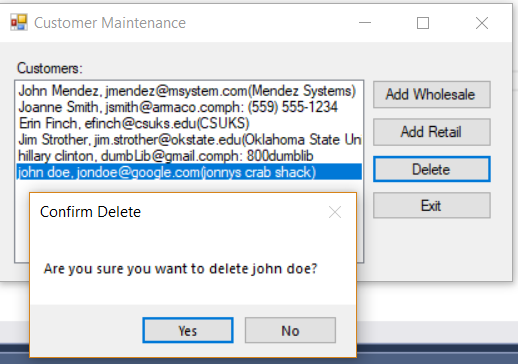 Customer Maintenance
Customers:
John Mendez, jmendez@msystem.com(Mendez Systems)
Joanne Smith, jsmith@armaco.comph: (559) 555-1234
Erin Finch, efinch@csuks.edu(CSUKS)
Jim Strother, jim.strother@okstate.edu(Oklahoma State Un
hillary clinton, dumbLib@gmail.comph: 800dumblib
john doe, jondoe@google.com(jonnys crab shack)
Add Wholesale
Add Retail
Delete
Exit
Confirm Delete
Are you sure you want to delete john doe?
Yes
No